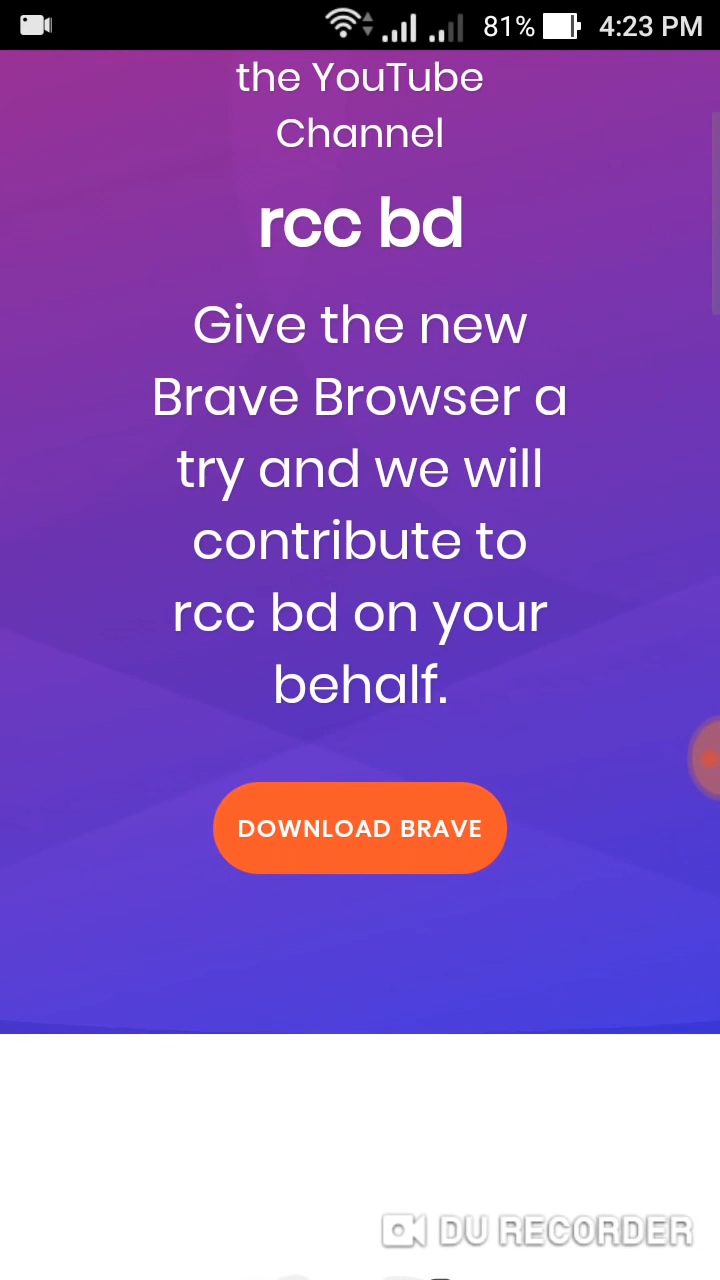 81% 4:23 PM
the YouTube
Channel
rcc bd
Give the new
Brave Browser a
try and we will
contribute to
rcc bd on your
behalf.
DOWNLOAD BRAVE
DU RECORDER